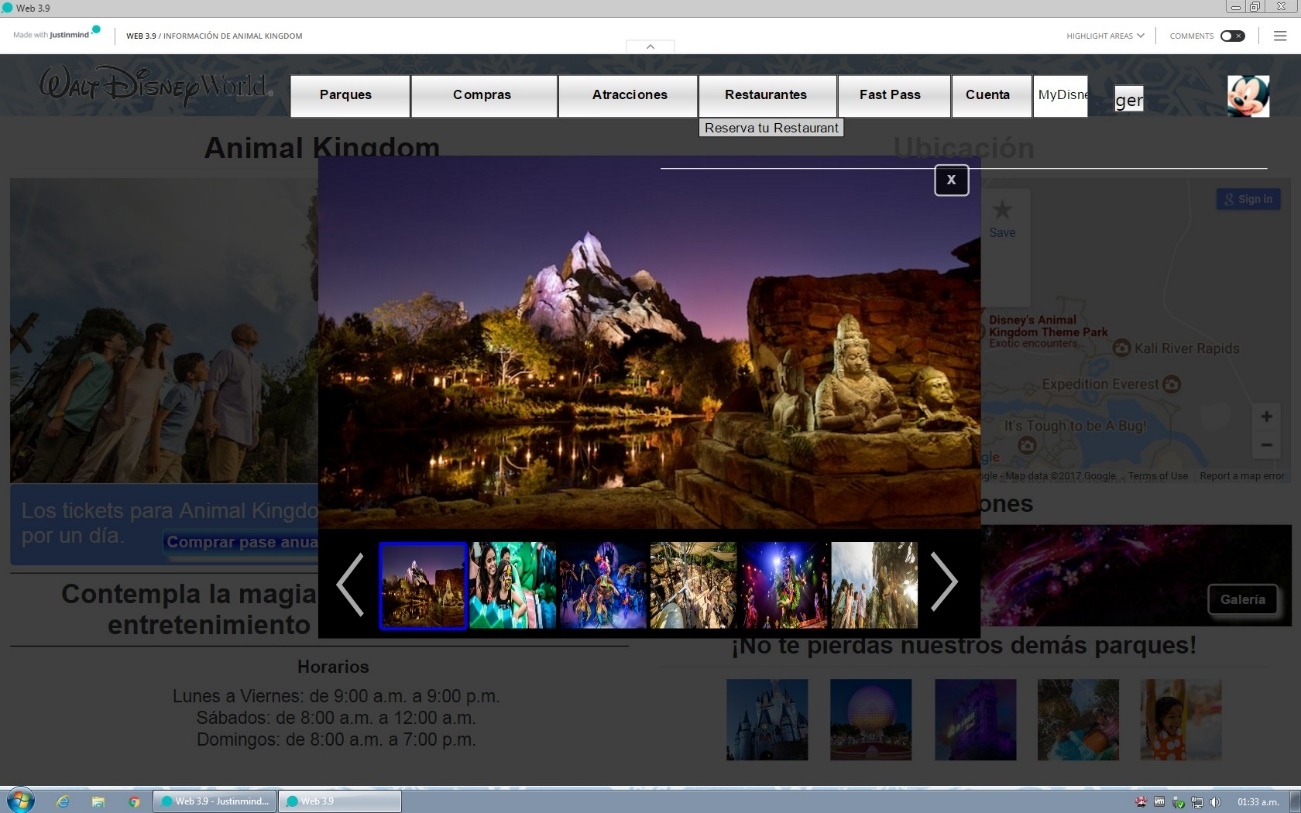 Web 3.9
Made with Justinmind
WEB 3.9 / INFORMACIÓN DE ANIMAL KINGDOM
HIGHLIGHT AREAS
COMMENTS
WALT DISNEY World
Parques
Compras
Atracciones
Restaurantes
Fast Pass
Cuenta
MyDisne
ger
Reserva tu Restaurant
Animal Kingdom
Ubicación
X
Sign in
Save
Disney's Animal
Kingdom Theme Park
Exotic encounters...
Kali River Rapids
Expedition Everest
It's Tough to be A Bug!
gle
gle - Map data ©2017 Google
Terms of Use
Report a map error
Los tickets para Animal Kingdo
por un día.
Comprar pase anua
ones
Galería
Contempla la magia
entretenimiento
¡No te pierdas nuestros demás parques!
Horarios
Lunes a Viernes: de 9:00 a.m. a 9:00 p.m.
Sábados: de 8:00 a.m. a 12:00 a.m.
Domingos: de 8:00 a.m. a 7:00 p.m.
Web 3.9 - Justinmind...
Web 3.9
01:33 a.m.